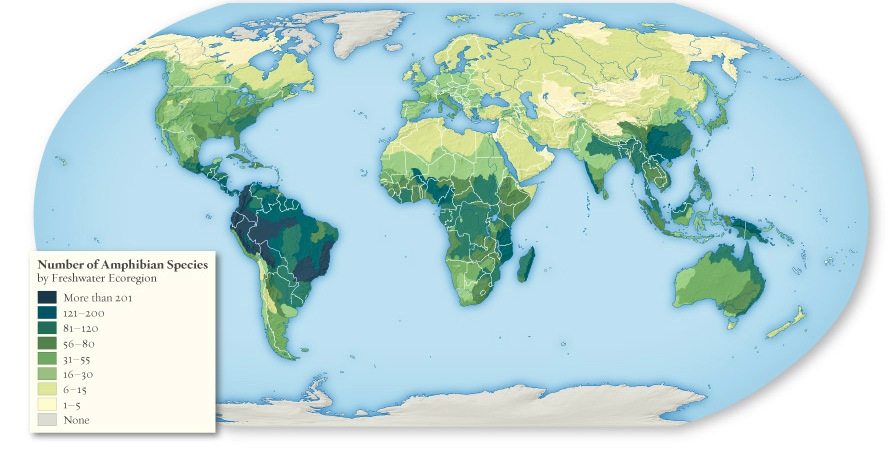 Number of Amphibian Species
by Freshwater Ecoregion
More than 201
121–200
81–120
56–80
31–55
16–30
6–15
1–5
None